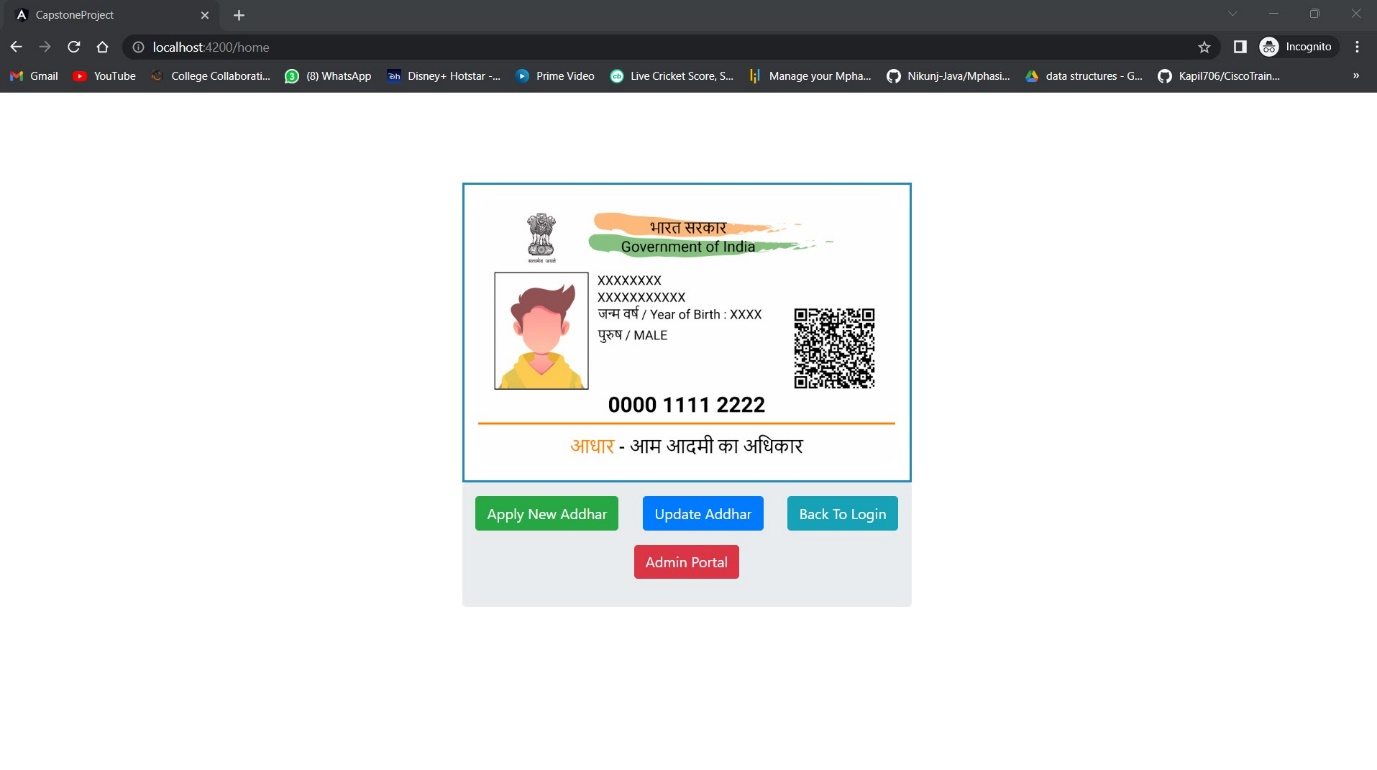 CapstoneProject
localhost:4200/home
Incognito
Gmail YouTube College Collaborati... (8) WhatsApp Disney+ Hotstar -... Prime Video Live Cricket Score, S... Manage your Mpha... Nikunj-Java/Mphasi... data structures - G... Kapil706/CiscoTrain... »
भारत सरकार
Government of India
सत्यमेव जयते
XXXXXXXX
XXXXXXXXXXX
जन्म वर्ष / Year of Birth : XXXX
पुरुष / MALE
0000 1111 2222
आधार - आम आदमी का अधिकार
Apply New Addhar Update Addhar Back To Login
Admin Portal